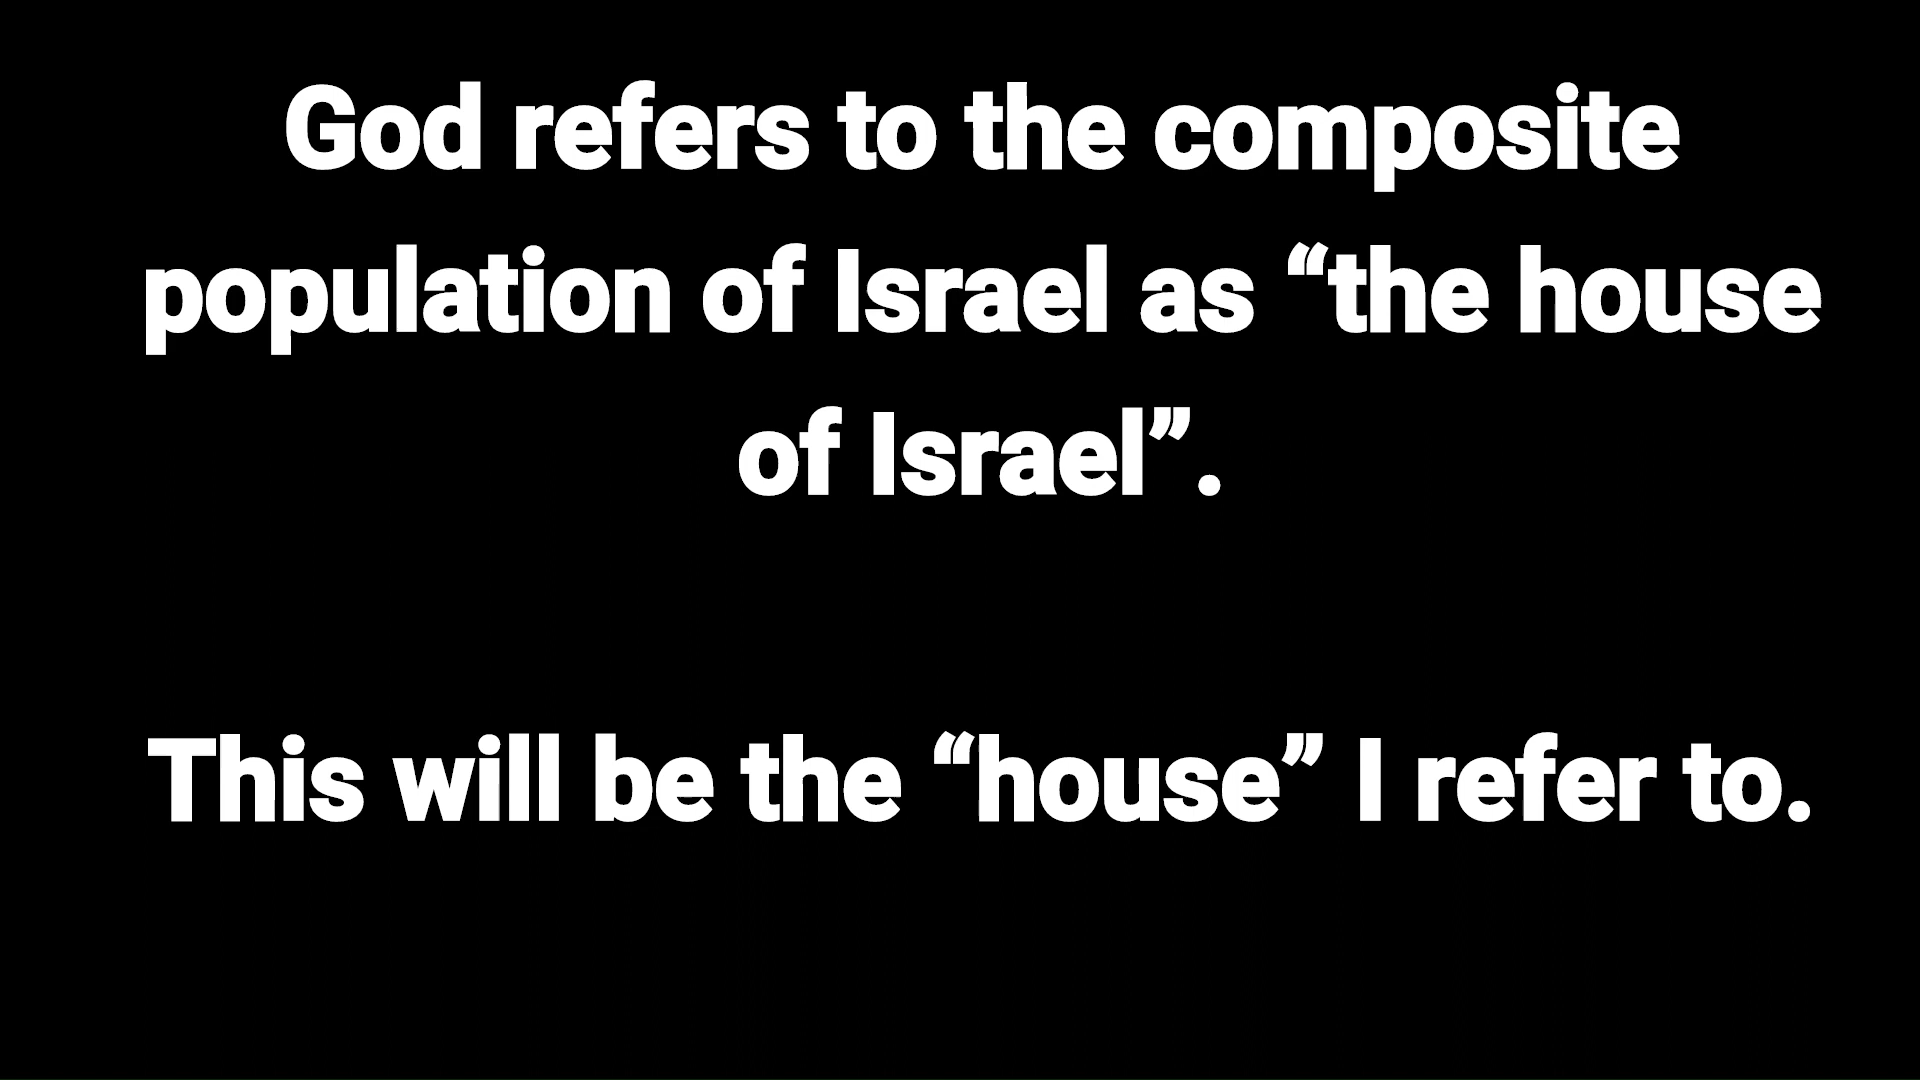 God refers to the composite
population of Israel as “the house
of Israel”.
This will be the “house” I refer to.